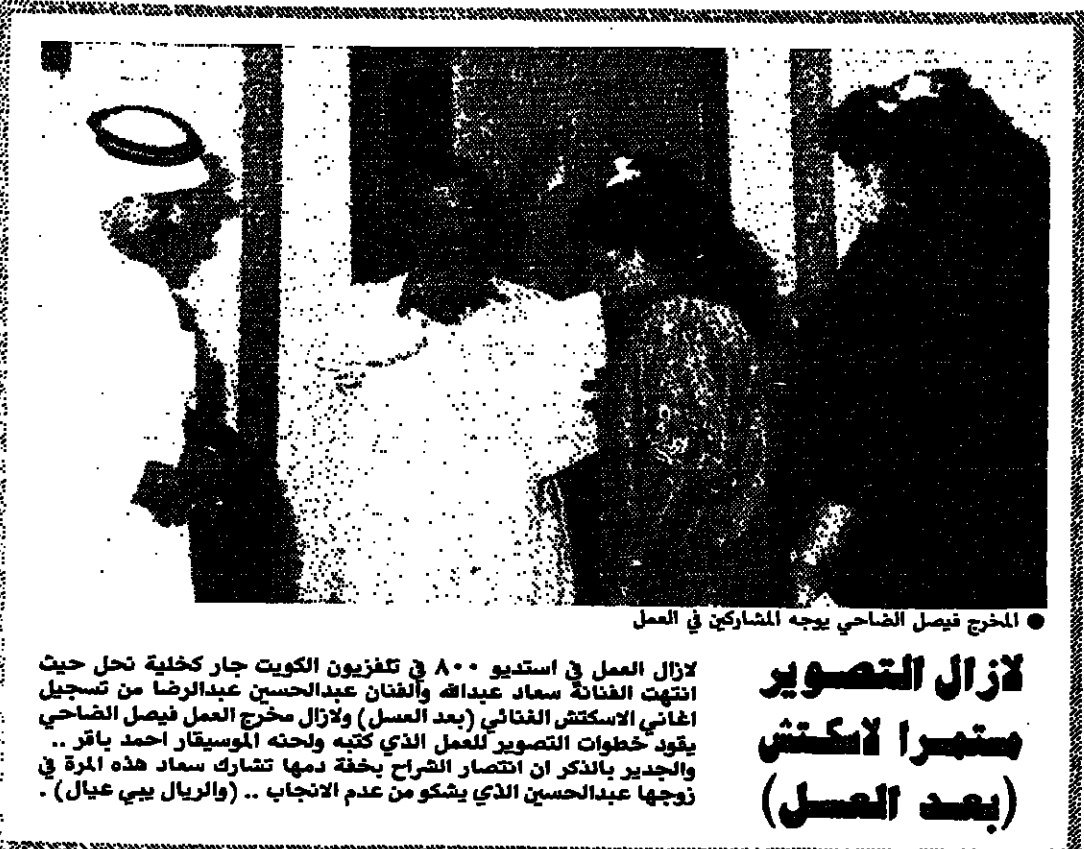 ● المخرج فيصل الضاحي يوجه المشاركين في العمل
لازال التصوير
مستمرا لاسكتش
(بعد العسل)
لازال العمل في استديو ٨٠٠ في تلفزيون الكويت جار كخلية نحل حيث
انتهت الفنانة سعاد عبدالله والفنان عبدالحسين عبدالرضا من تسجيل
اغاني الاسكتش الغنائي (بعد العسل) ولازال مخرج العمل فيصل الضاحي
يقود خطوات التصوير للعمل الذي كتبه ولحنه الموسيقار احمد باقر ..
والجدير بالذكر ان انتصار الشراح بخفة دمها تشارك سعاد هذه المرة في
زوجها عبدالحسين الذي يشكو من عدم الانجاب .. (والريال يبي عيال) .